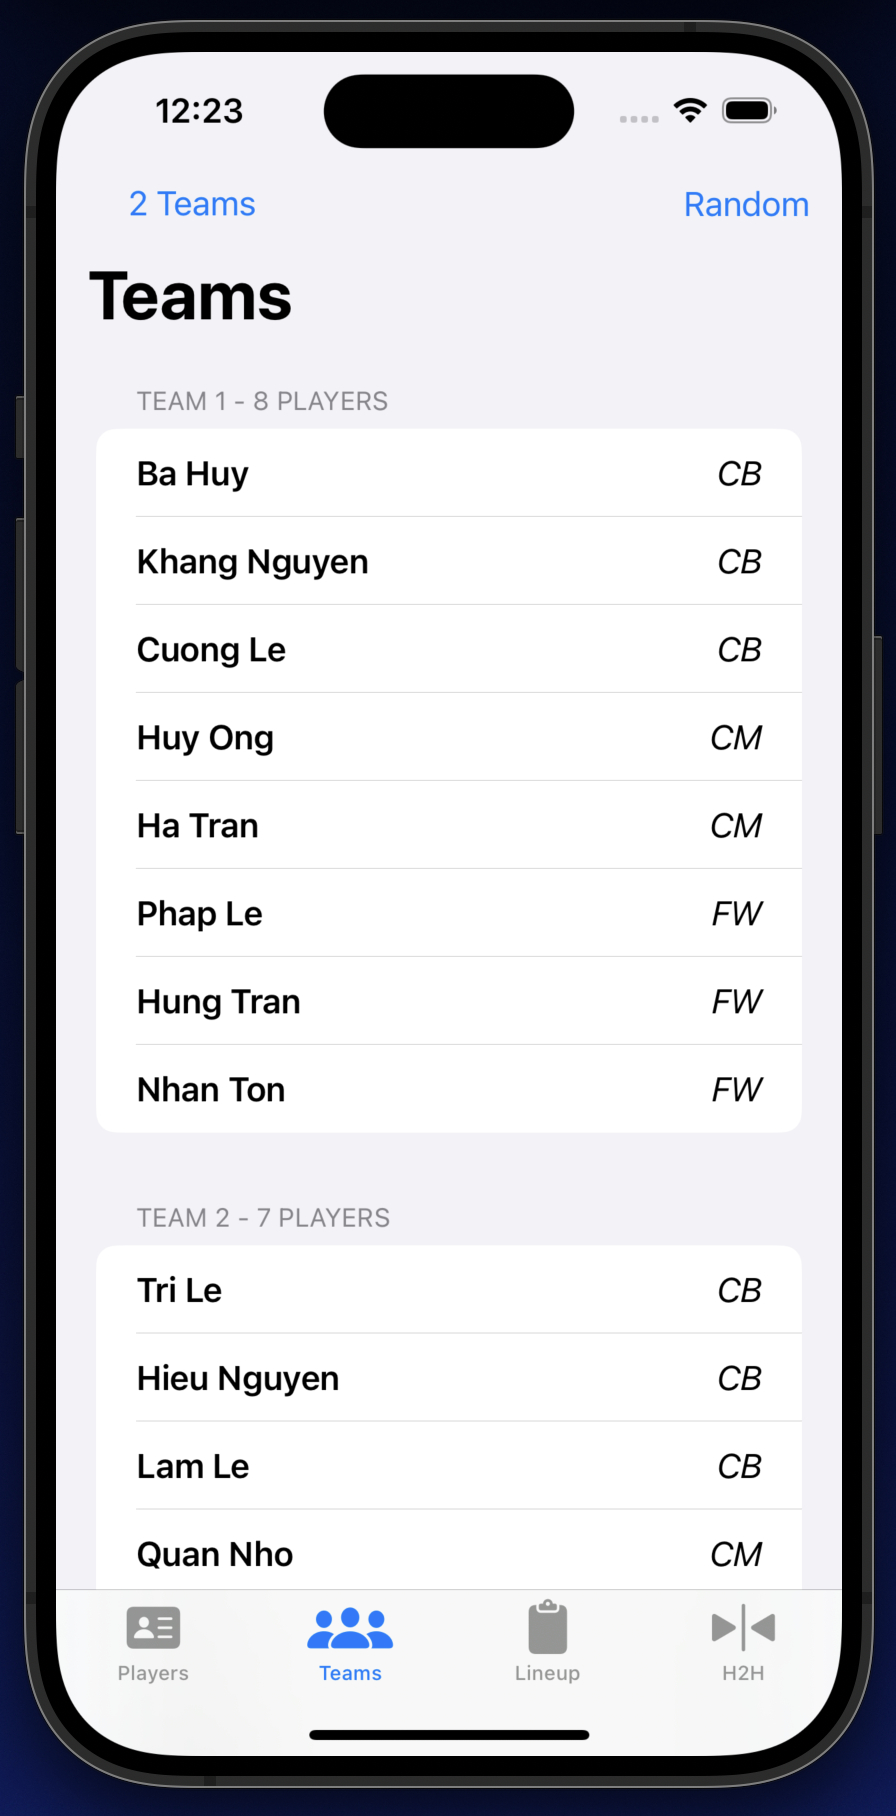 12:23
2 Teams Random
Teams
TEAM 1 - 8 PLAYERS
Ba Huy CB
Khang Nguyen CB
Cuong Le CB
Huy Ong CM
Ha Tran CM
Phap Le FW
Hung Tran FW
Nhan Ton FW
TEAM 2 - 7 PLAYERS
Tri Le CB
Hieu Nguyen CB
Lam Le CB
Quan Nho CM
Players Teams Lineup H2H